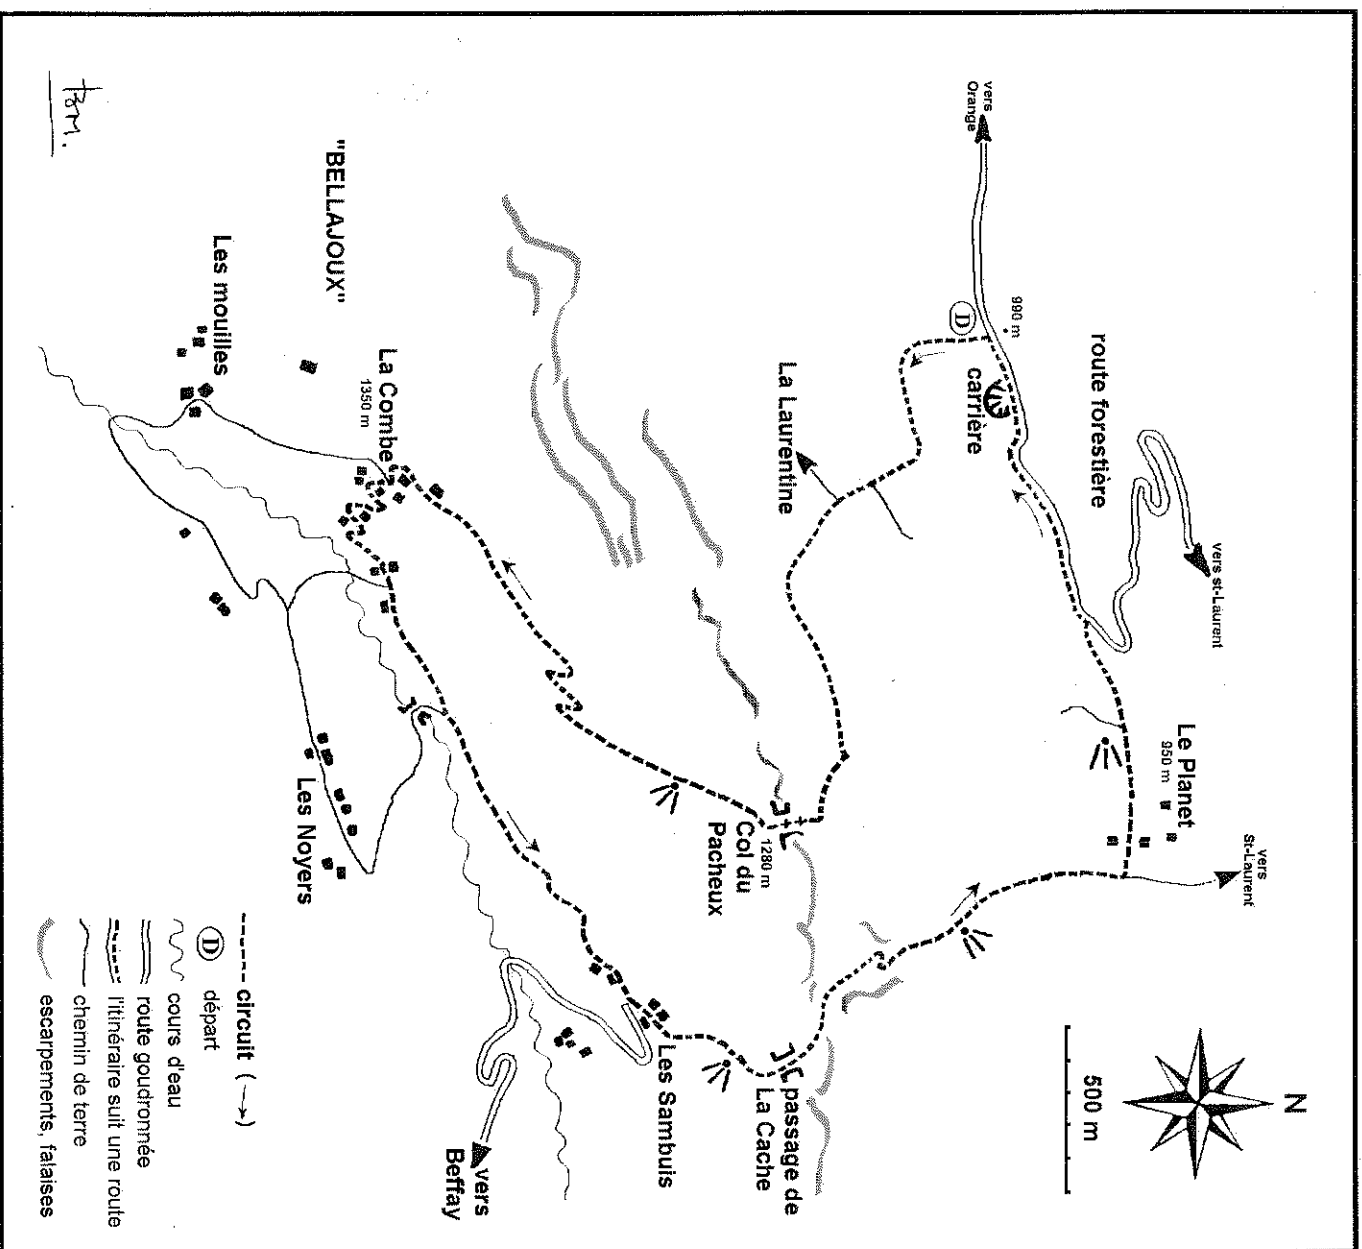 N
500 m
vers
St-Laurent
vers st-Laurent
Le Planet
950 m
route forestière
vers
Orange
990 m
D
carrière
La Laurentine
1280 m
Col du
Pacheux
passage de
La Cache
Les Sambuis
vers
Beffay
La Combe
1350 m
"BELLAJOUX"
Les mouilles
Les Noyers
circuit ( → )
D départ
cours d'eau
route goudronnée
l'itinéraire suit une route
chemin de terre
escarpements, falaises